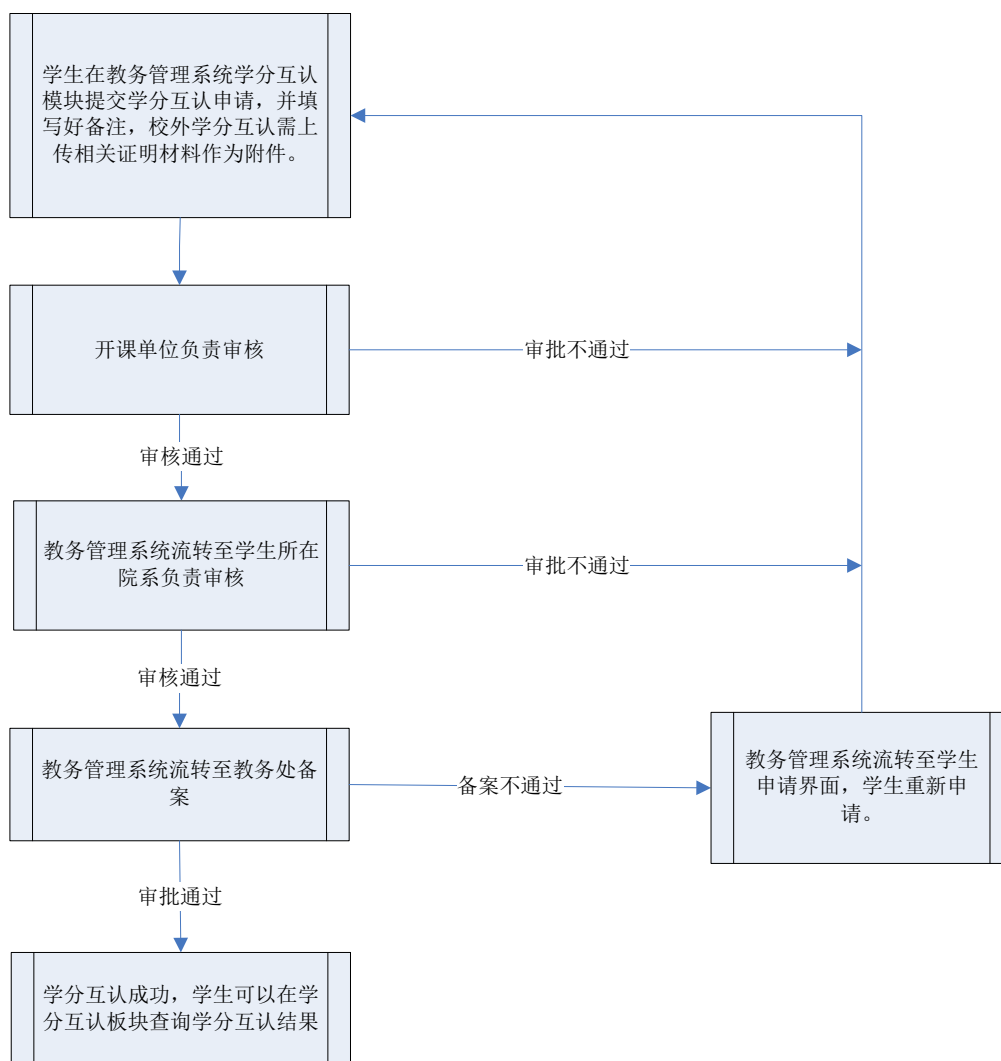 学生在教务管理系统学分互认
模块提交学分互认申请，并填
写好备注，校外学分互认需上
传相关证明材料作为附件。
开课单位负责审核
审批不通过
审核通过
教务管理系统流转至学生所在
院系负责审核
审批不通过
审核通过
教务管理系统流转至教务处备
案
备案不通过
教务管理系统流转至学生
申请界面，学生重新申
请。
审批通过
学分互认成功，学生可以在学
分互认板块查询学分互认结果